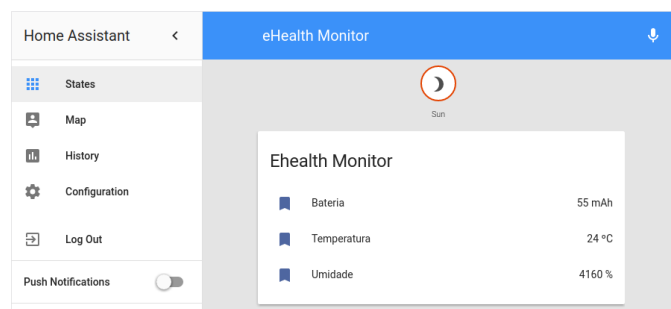 Home Assistant
eHealth Monitor
States
Map
History
Configuration
Log Out
Push Notifications
Sun
Ehealth Monitor
Bateria 55 mAh
Temperatura 24 ºC
Umidade 4160 %